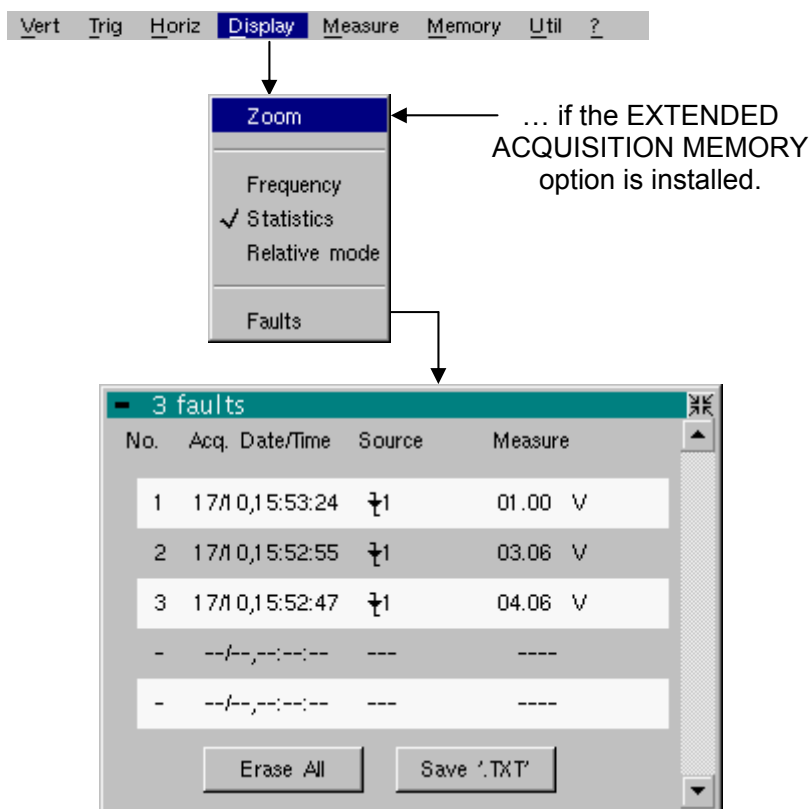 Vert Trig Horiz Display Measure Memory Util ?
Zoom
… if the EXTENDED
ACQUISITION MEMORY
option is installed.
Frequency
✓ Statistics
Relative mode
Faults
3 faults
No. Acq. Date/Time Source Measure
1 17/10,15:53:24 1 01.00 V
2 17/10,15:52:55 1 03.06 V
3 17/10,15:52:47 1 04.06 V
- --/--,--:--:-- --- ----
- --/--,--:--:-- --- ----
Erase All Save '.TXT'